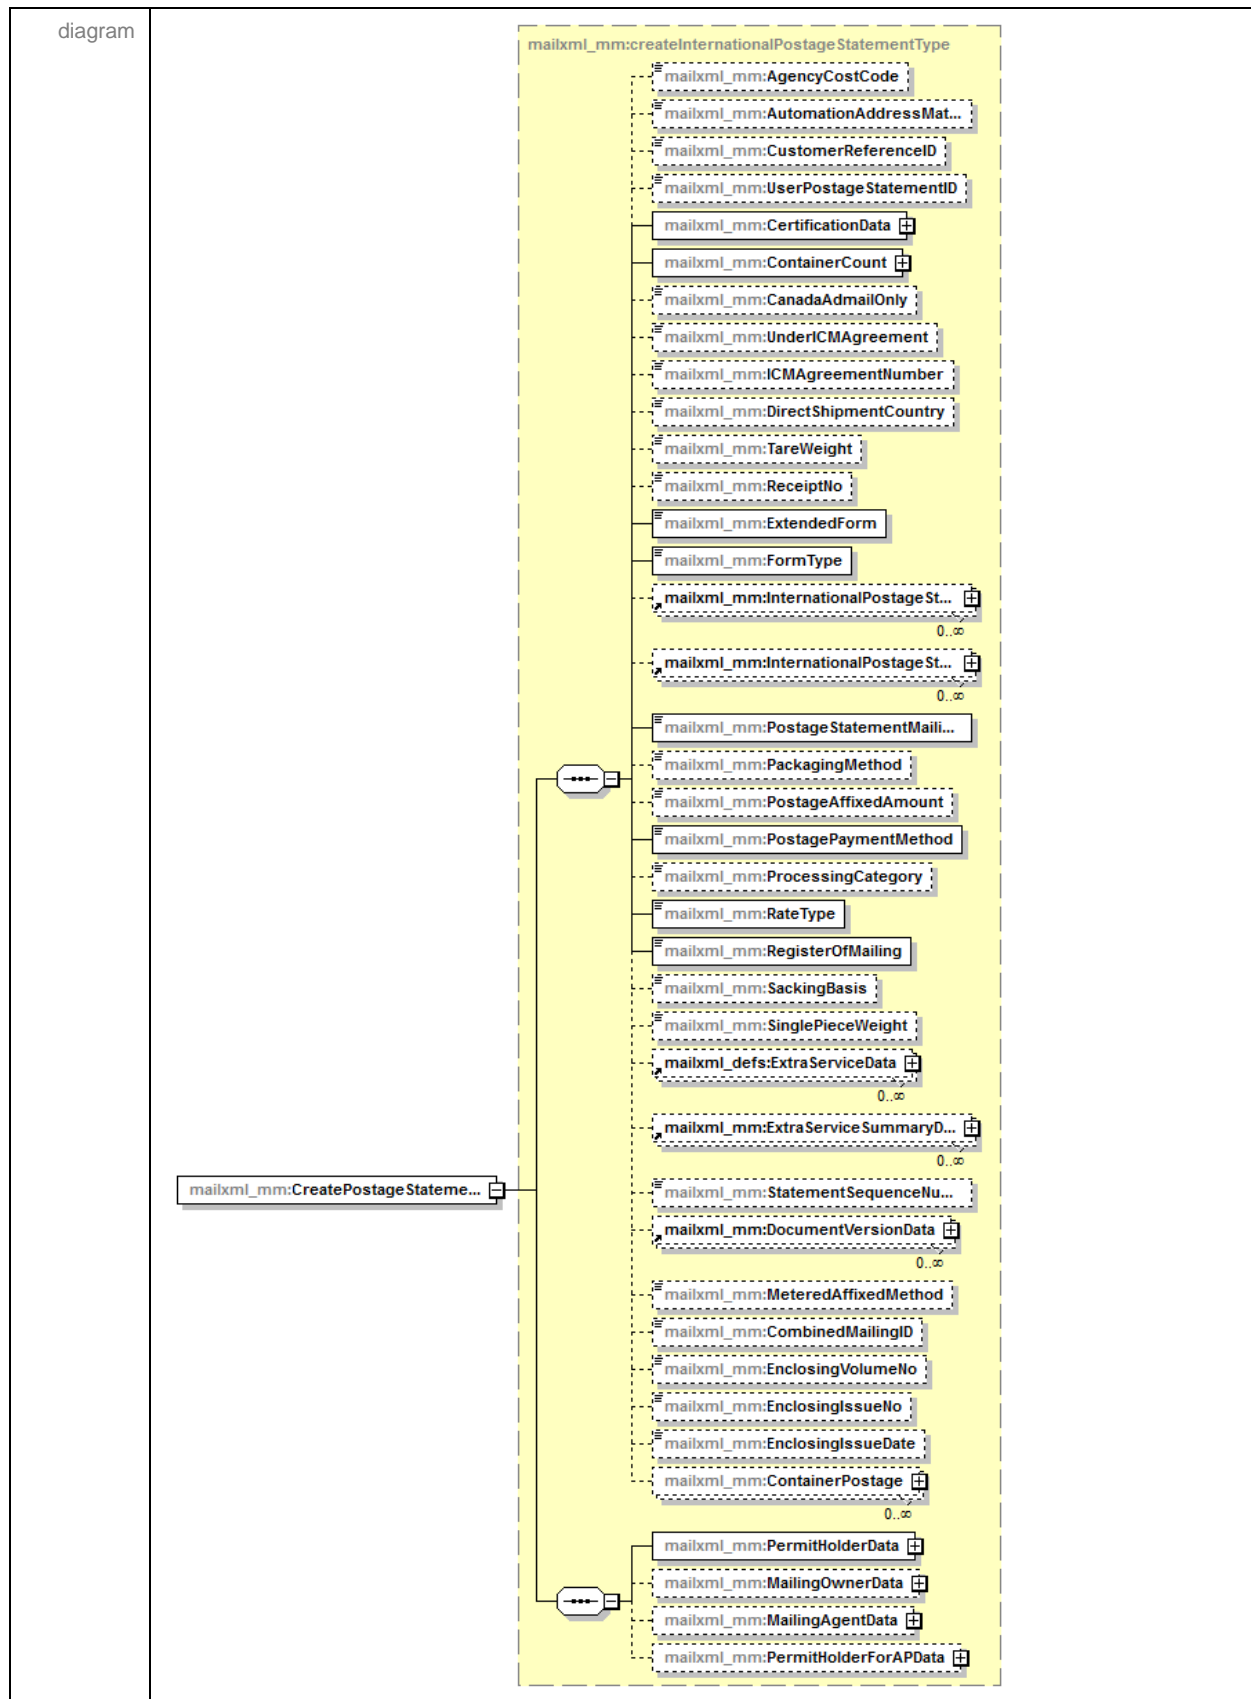 diagram
mailxml_mm:createInternationalPostageStatementType
mailxml_mm:AgencyCostCode
mailxml_mm:AutomationAddressMat...
mailxml_mm:CustomerReferenceID
mailxml_mm:UserPostageStatementID
mailxml_mm:CertificationData
mailxml_mm:ContainerCount
mailxml_mm:CanadaAdmailOnly
mailxml_mm:UnderICMAgreement
mailxml_mm:ICMAgreementNumber
mailxml_mm:DirectShipmentCountry
mailxml_mm:TareWeight
mailxml_mm:ReceiptNo
mailxml_mm:ExtendedForm
mailxml_mm:FormType
mailxml_mm:InternationalPostageSt...
0..∞
mailxml_mm:InternationalPostageSt...
0..∞
mailxml_mm:PostageStatementMaili...
mailxml_mm:PackagingMethod
mailxml_mm:PostageAffixedAmount
mailxml_mm:PostagePaymentMethod
mailxml_mm:ProcessingCategory
mailxml_mm:RateType
mailxml_mm:RegisterOfMailing
mailxml_mm:SackingBasis
mailxml_mm:SinglePieceWeight
mailxml_defs:ExtraServiceData
0..∞
mailxml_mm:ExtraServiceSummaryD...
0..∞
mailxml_mm:CreatePostageStateme...
mailxml_mm:StatementSequenceNu...
mailxml_mm:DocumentVersionData
0..∞
mailxml_mm:MeteredAffixedMethod
mailxml_mm:CombinedMailingID
mailxml_mm:EnclosingVolumeNo
mailxml_mm:EnclosingIssueNo
mailxml_mm:EnclosingIssueDate
mailxml_mm:ContainerPostage
0..∞
mailxml_mm:PermitHolderData
mailxml_mm:MailingOwnerData
mailxml_mm:MailingAgentData
mailxml_mm:PermitHolderForAPData